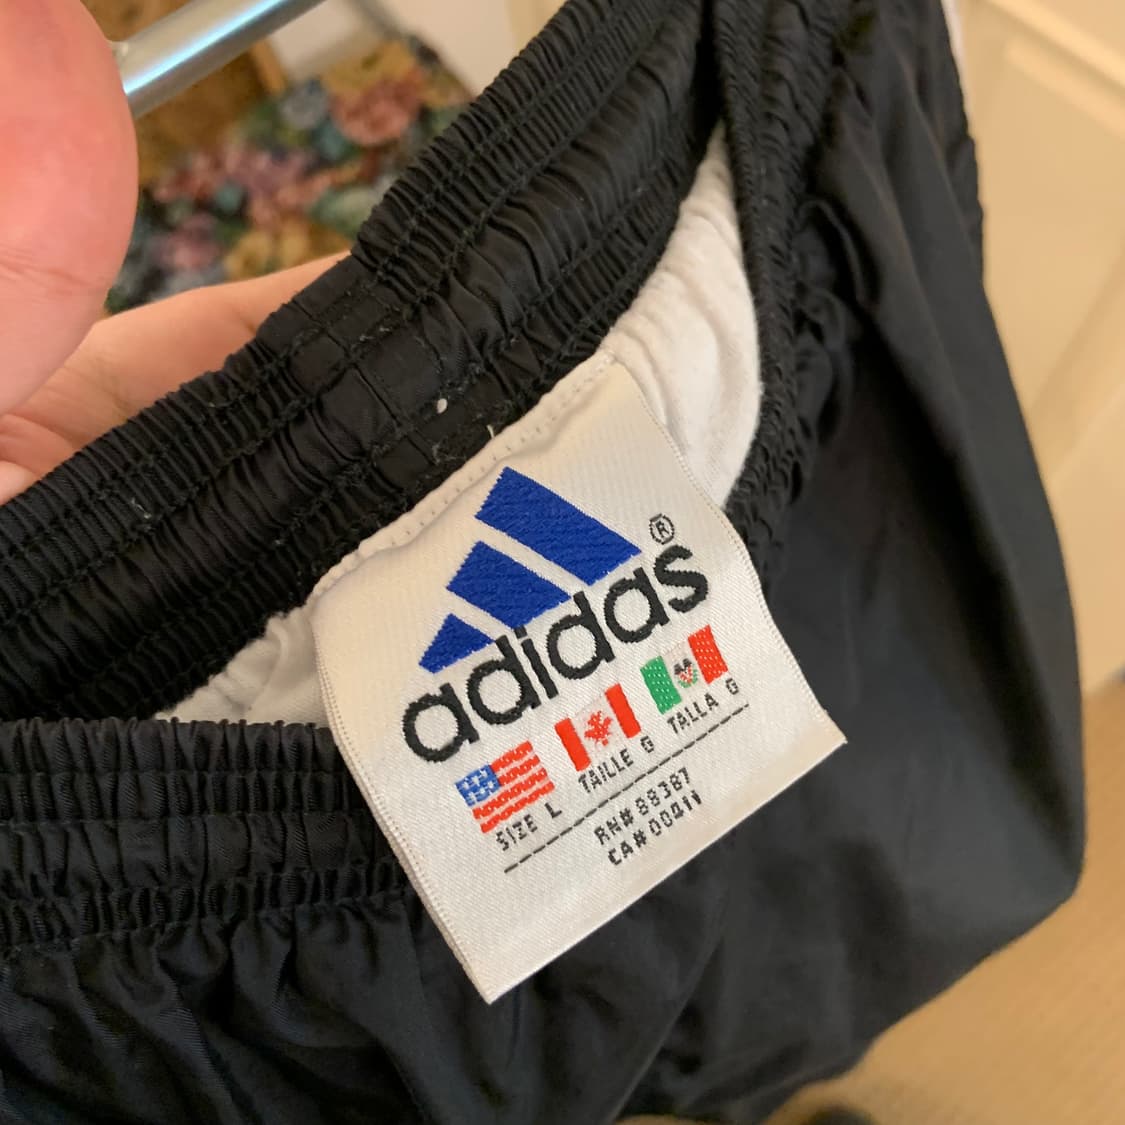 adidas®
SIZE L TAILLE G TALLA G
RN# 88387
CA# 00411